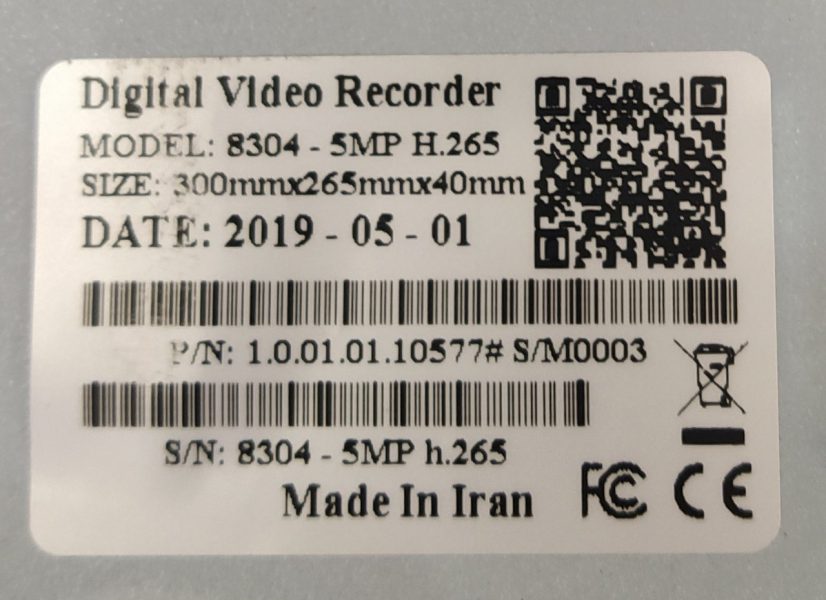 Digital Video Recorder
MODEL: 8304 - 5MP H.265
SIZE: 300mmx265mmx40mm
DATE: 2019 - 05 - 01
P/N: 1.0.01.01.10577# S/M0003
S/N: 8304 - 5MP h.265
Made In Iran
FC CE